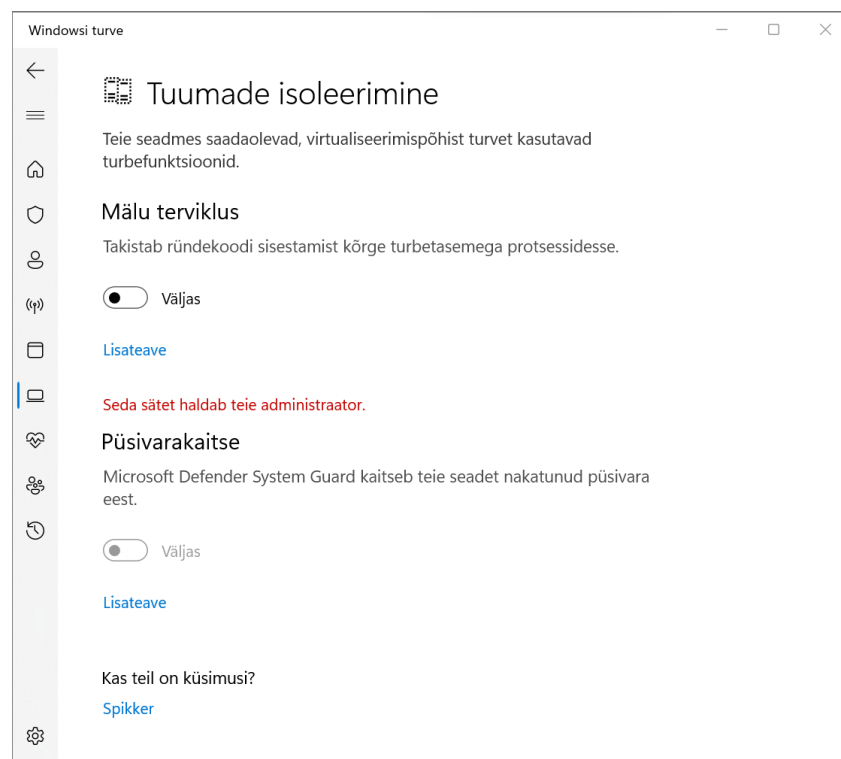 Windowsi turve
Tuumade isoleerimine
Teie seadmes saadaolevad, virtualiseerimispõhist turvet kasutavad
turbefunktsioonid.
Mälu terviklus
Takistab ründekoodi sisestamist kõrge turbetasemega protsessidesse.
Väljas
Lisateave
Seda sätet haldab teie administraator.
Püsivarakaitse
Microsoft Defender System Guard kaitseb teie seadet nakatunud püsivara
eest.
Väljas
Lisateave
Kas teil on küsimusi?
Spikker